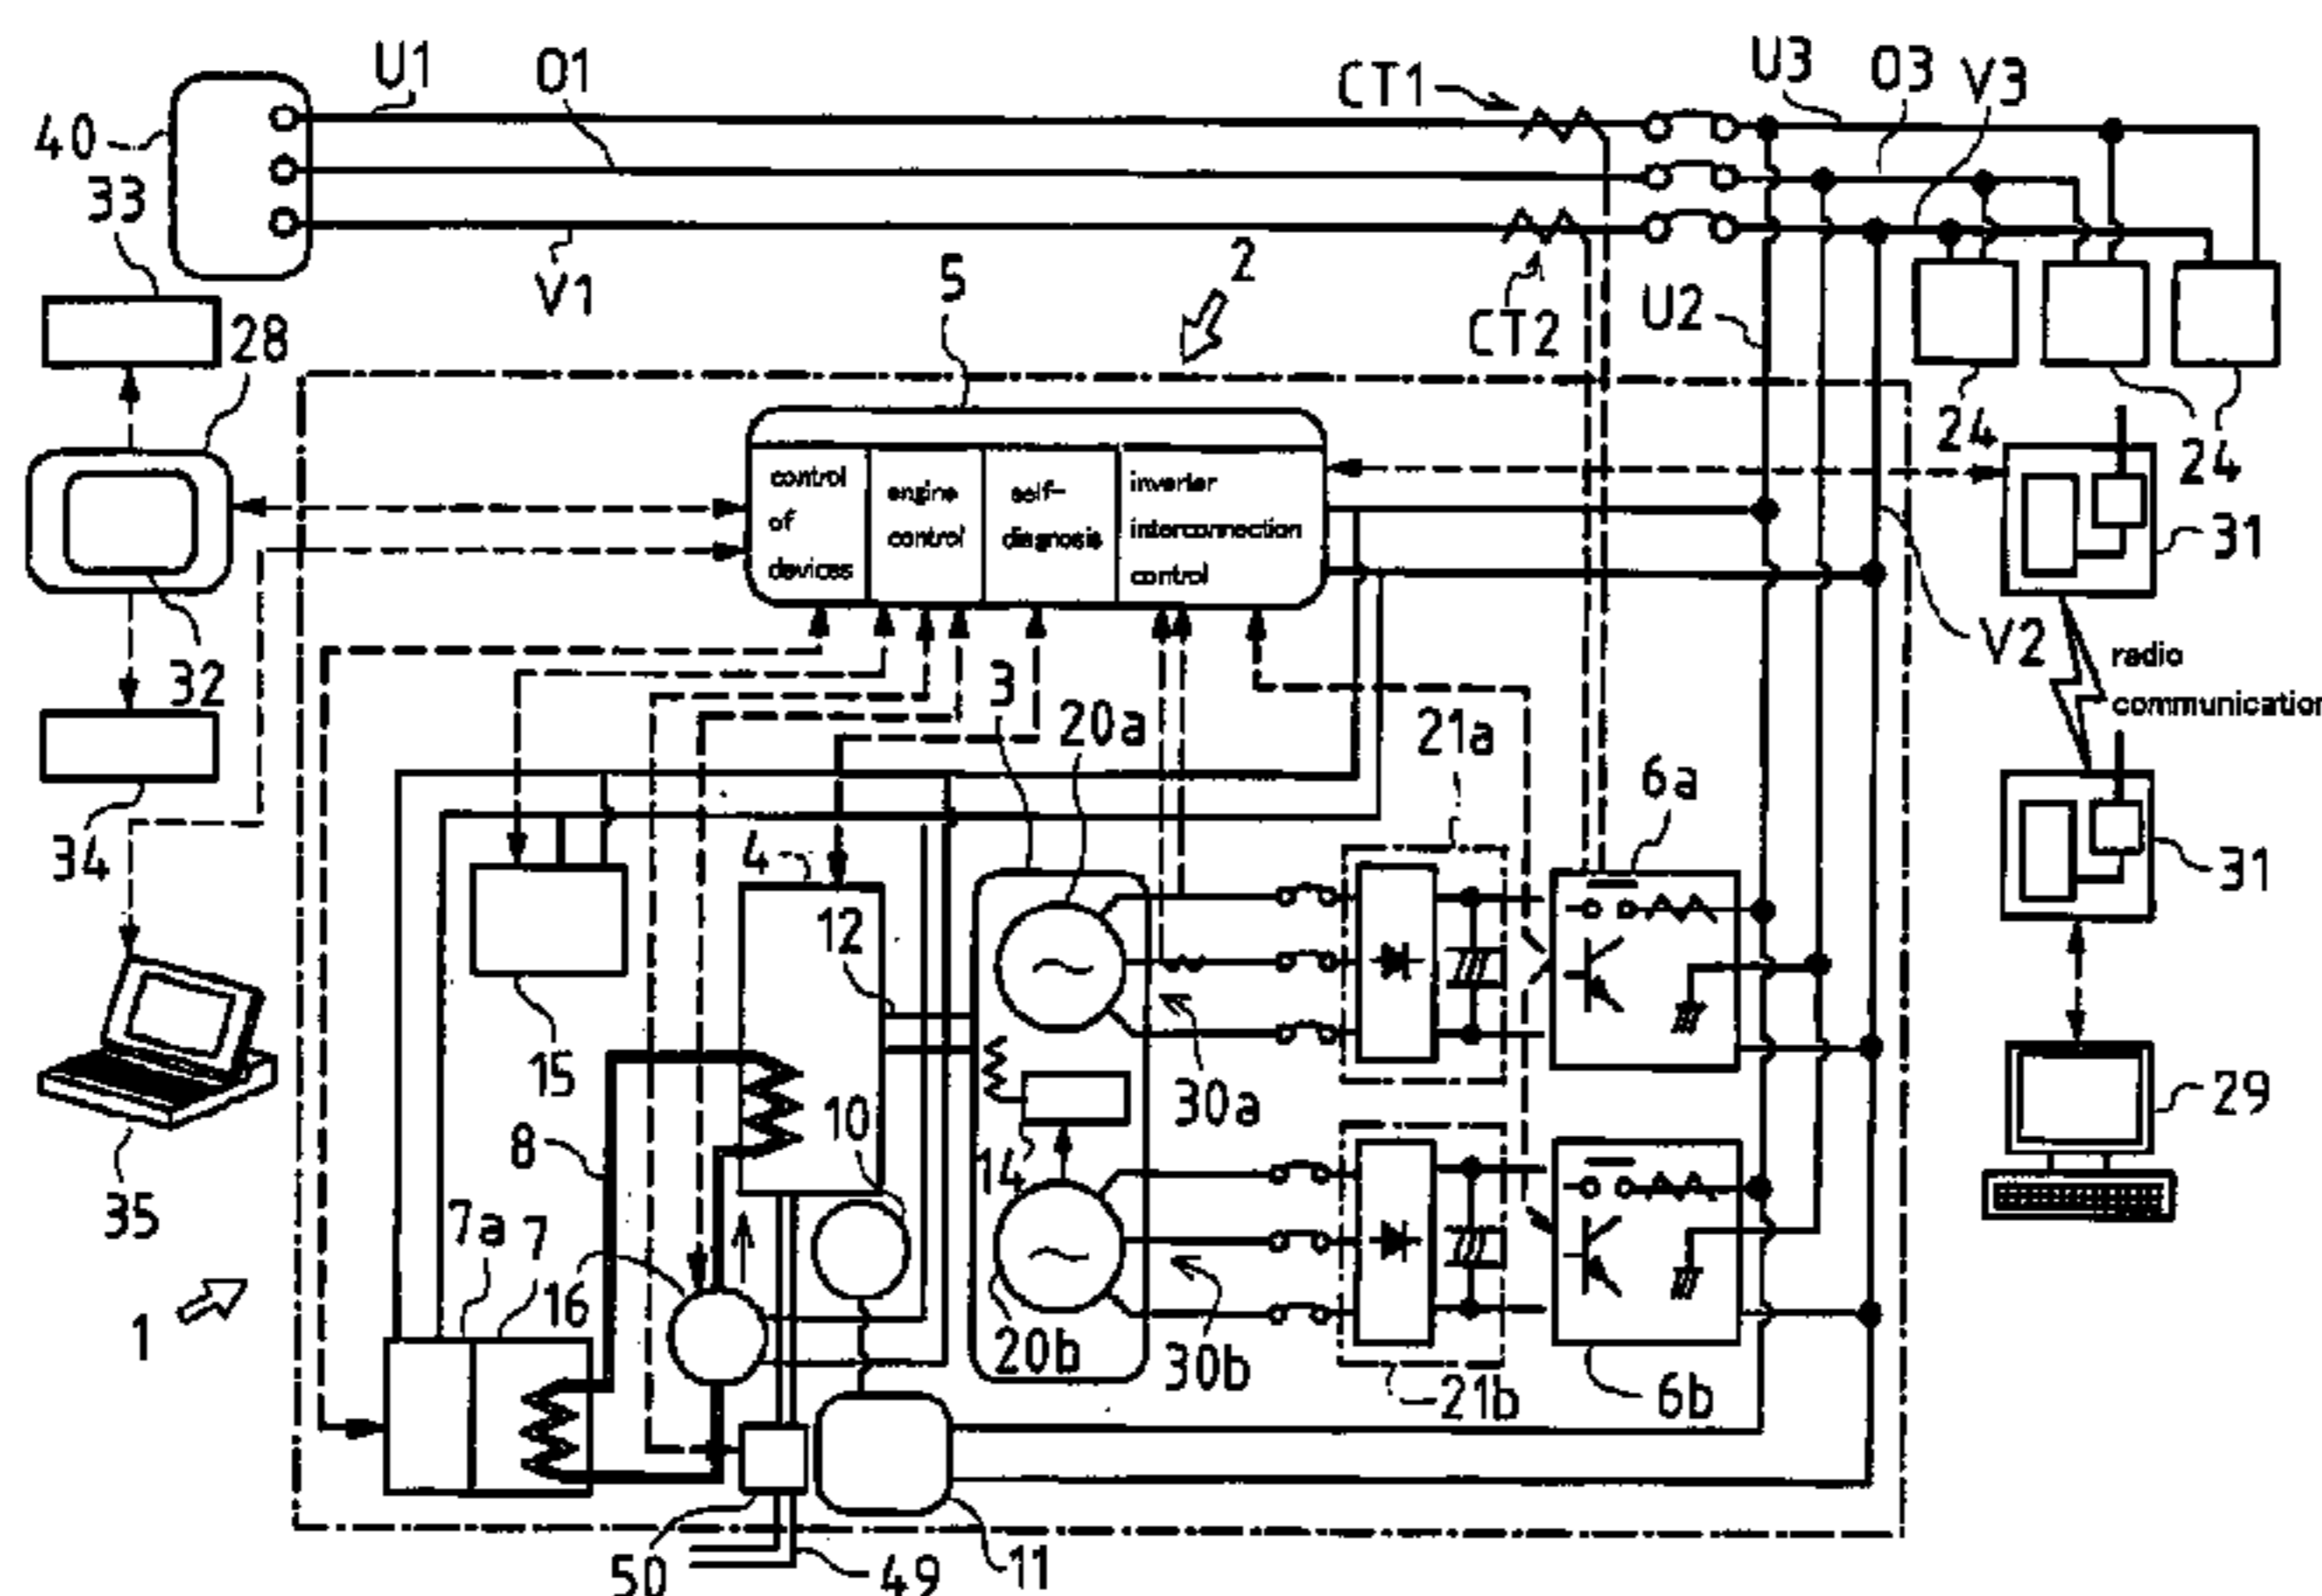 U1
O1
CT1
U3
O3
V3
40
33
V1
5
2
CT2
U2
28
24
24
control
of
devices
engine
control
self-
diagnosis
inverter
interconnection
control
31
V2
32
radio
communication
3
20a
21a
6a
34
4
12
31
15
10
30a
29
8
14
35
7a
7
16
1
20b
30b
21b
6b
50
49
11